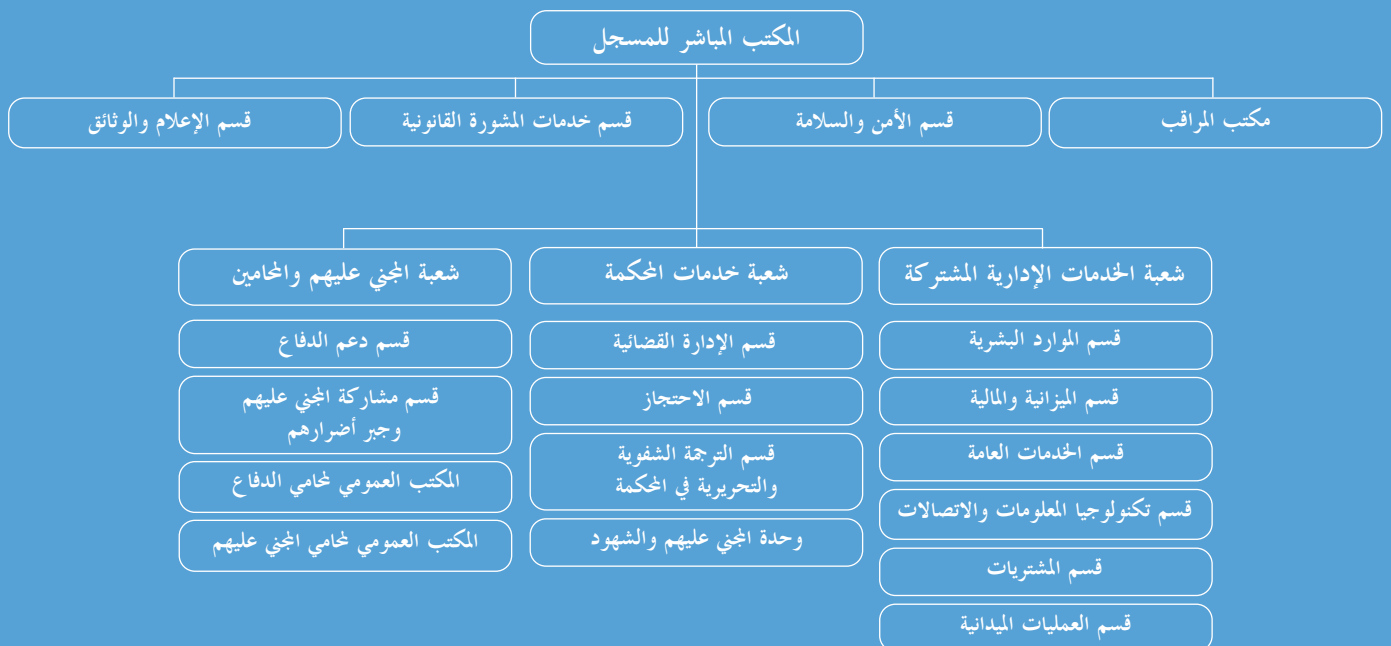 المكتب المباشر للمسجل
مكتب المراقب
قسم الأمن والسلامة
قسم خدمات المشورة القانونية
قسم الإعلام والوثائق
شعبة الخدمات الإدارية المشتركة
قسم الموارد البشرية
قسم الميزانية والمالية
قسم الخدمات العامة
قسم تكنولوجيا المعلومات والاتصالات
قسم المشتريات
قسم العمليات الميدانية
شعبة خدمات المحكمة
قسم الإدارة القضائية
قسم الاحتجاز
قسم الترجمة الشفوية
والتحريرية في المحكمة
وحدة المجني عليهم والشهود
شعبة المجني عليهم والمحامين
قسم دعم الدفاع
قسم مشاركة المجني عليهم
وجبر أضرارهم
المكتب العمومي لمحامي الدفاع
المكتب العمومي لمحامي المجني عليهم